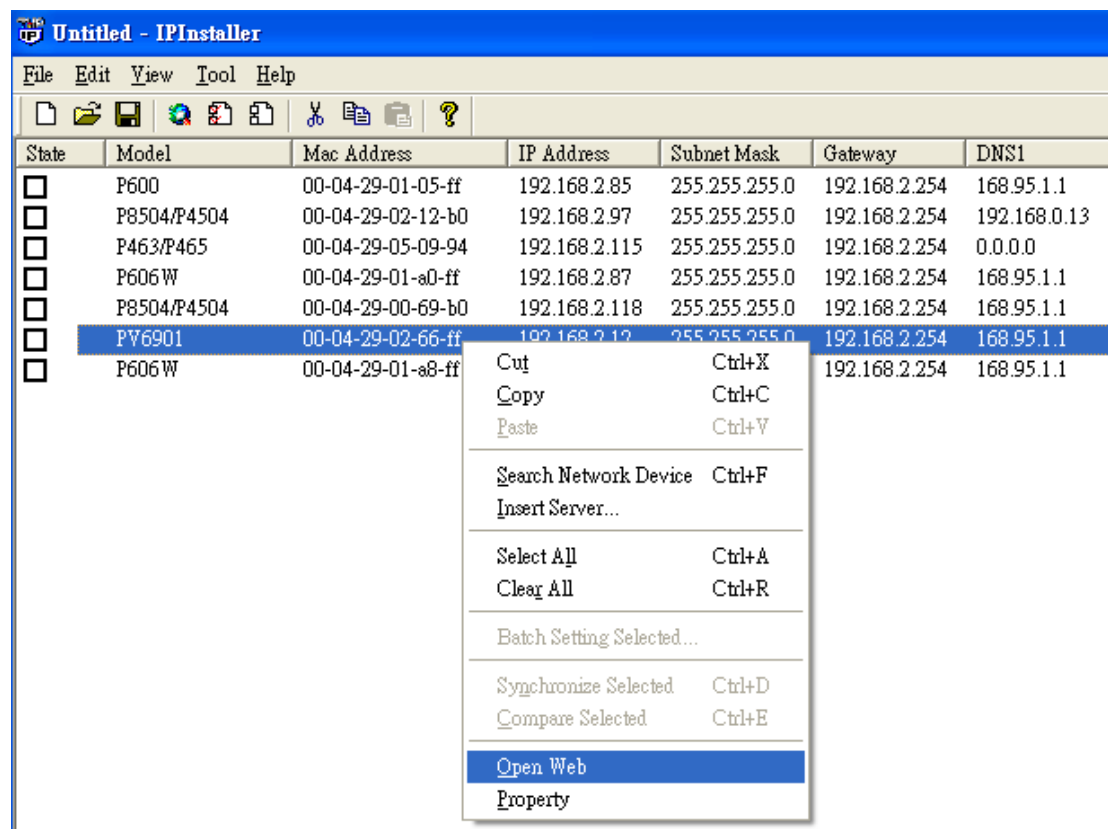 Untitled - IPInstaller
File Edit View Tool Help
State Model Mac Address IP Address Subnet Mask Gateway DNS1
P600 00-04-29-01-05-ff 192.168.2.85 255.255.255.0 192.168.2.254 168.95.1.1
P8504/P4504 00-04-29-02-12-b0 192.168.2.97 255.255.255.0 192.168.2.254 192.168.0.13
P463/P465 00-04-29-05-09-94 192.168.2.115 255.255.255.0 192.168.2.254 0.0.0.0
P606W 00-04-29-01-a0-ff 192.168.2.87 255.255.255.0 192.168.2.254 168.95.1.1
P8504/P4504 00-04-29-00-69-b0 192.168.2.118 255.255.255.0 192.168.2.254 168.95.1.1
PV6901 00-04-29-02-66-ff 192.168.2.12 255.255.255.0 192.168.2.254 168.95.1.1
P606W 00-04-29-01-a8-ff 192.168.2.254 168.95.1.1
Cut Ctrl+X
Copy Ctrl+C
Paste Ctrl+V
Search Network Device Ctrl+F
Insert Server...
Select All Ctrl+A
Clear All Ctrl+R
Batch Setting Selected...
Synchronize Selected Ctrl+D
Compare Selected Ctrl+E
Open Web
Property